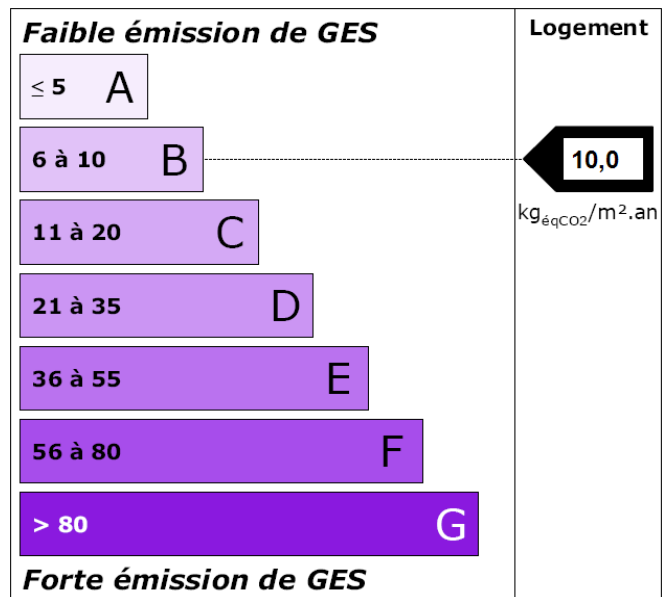 Faible émission de GES
Logement
≤ 5 A
6 à 10 B
10,0
kgéqCO2/m².an
11 à 20 C
21 à 35 D
36 à 55 E
56 à 80 F
> 80 G
Forte émission de GES